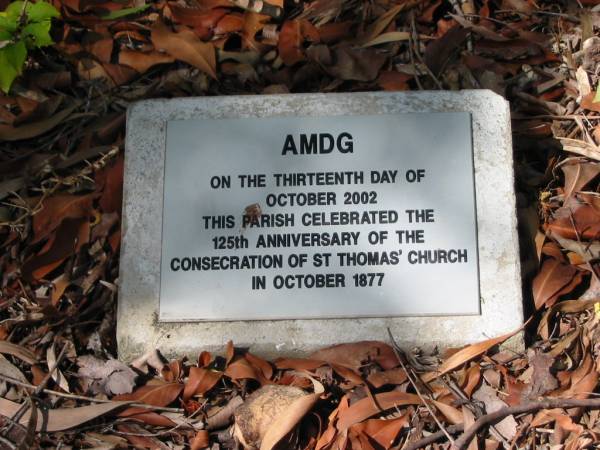 AMDG
ON THE THIRTEENTH DAY OF
OCTOBER 2002
THIS PARISH CELEBRATED THE
125th ANNIVERSARY OF THE
CONSECRATION OF ST THOMAS' CHURCH
IN OCTOBER 1877